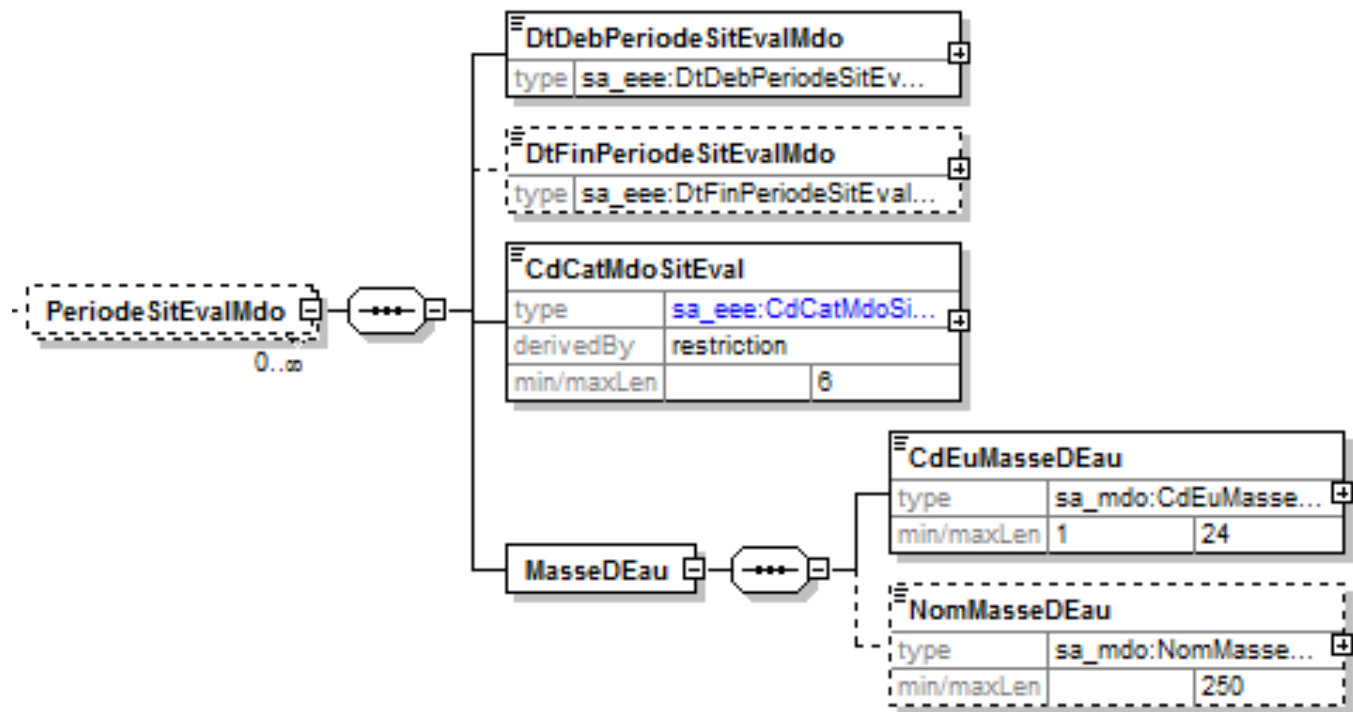 DtDebPeriodeSitEvalMdo
type sa_eee:DtDebPeriodeSitEv...
DtFinPeriodeSitEvalMdo
type sa_eee:DtFinPeriodeSitEval...
CdCatMdoSitEval
type sa_eee:CdCatMdoSi...
derivedBy restriction
min/maxLen 6
PeriodeSitEvalMdo
0..∞
CdEuMasseDEau
type sa_mdo:CdEuMasse...
min/maxLen 1 24
MasseDEau
NomMasseDEau
type sa_mdo:NomMasse...
min/maxLen 250